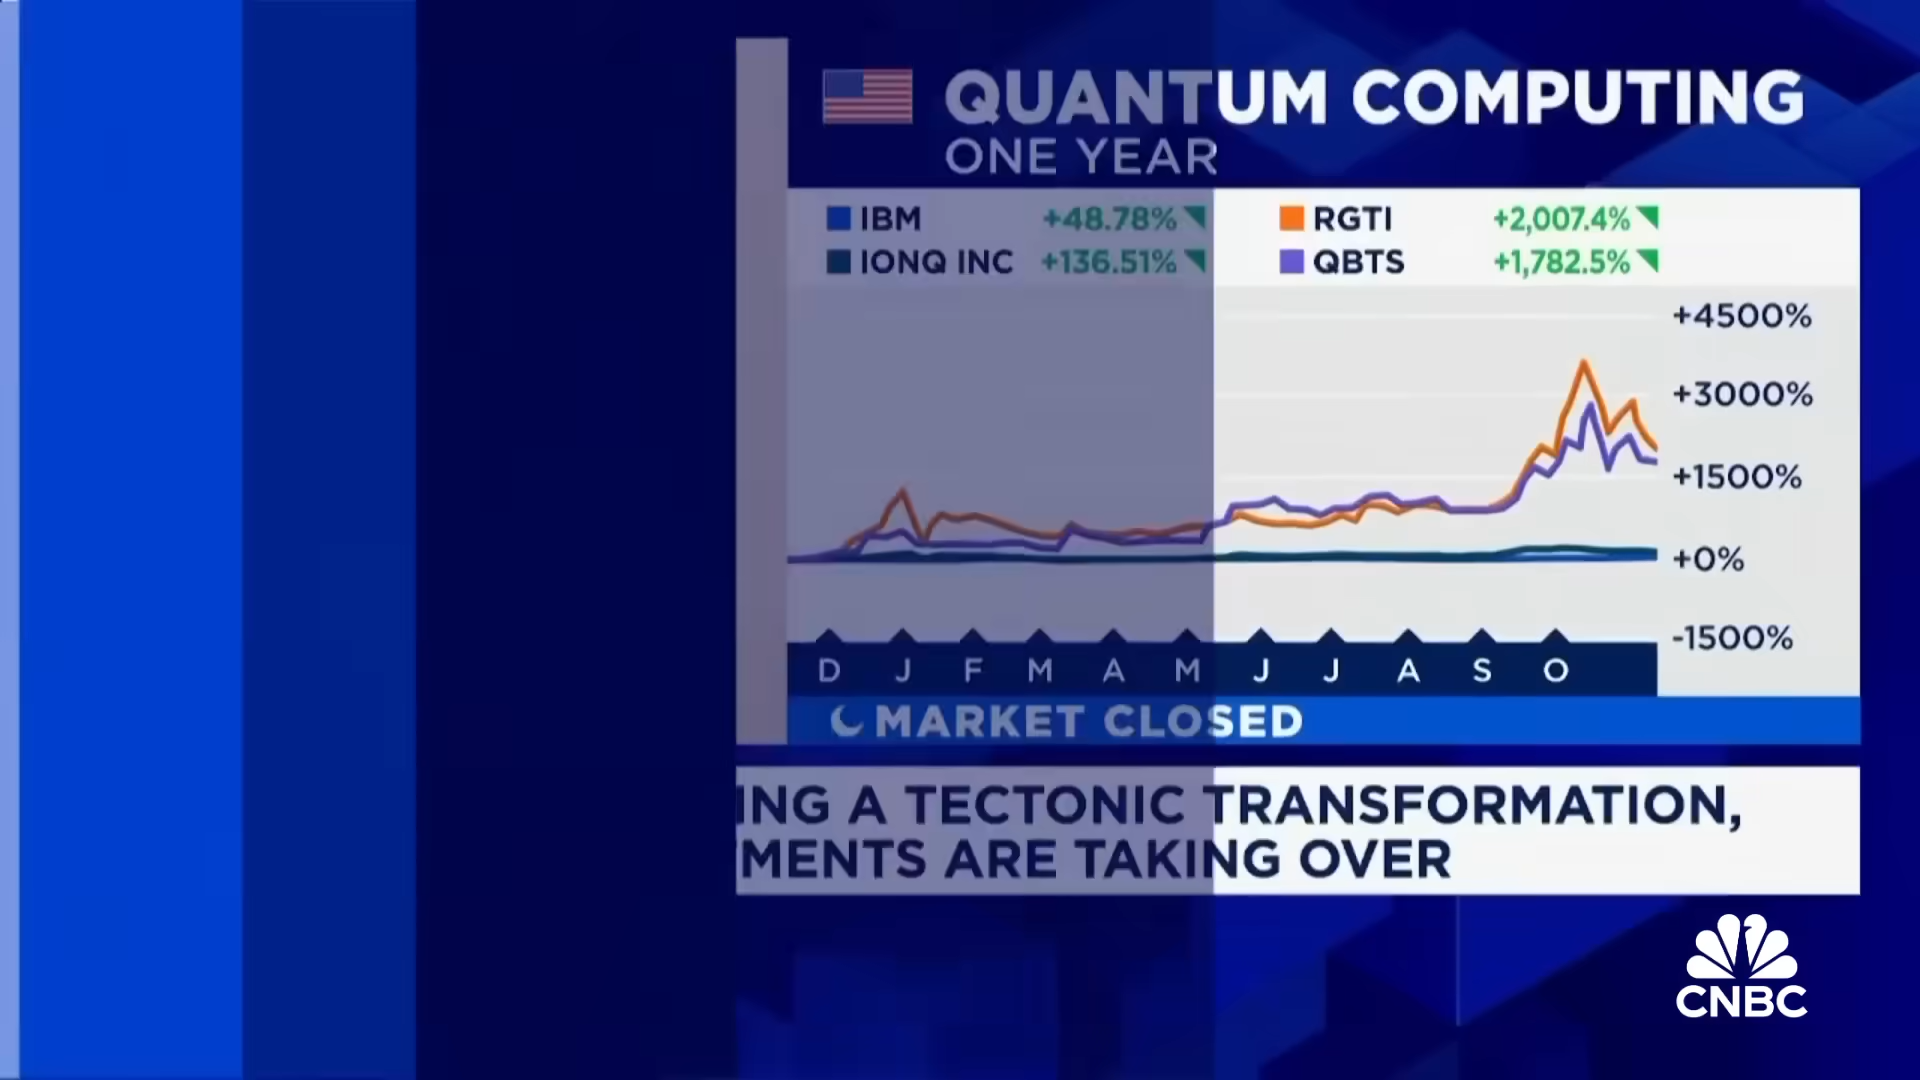 QUANTUM COMPUTING
ONE YEAR
IBM +48.78% RGTI +2,007.4%
IONQ INC +136.51% QBTS +1,782.5%
+4500%
+3000%
+1500%
+0%
-1500%
D J F M A M J J A S O
MARKET CLOSED
ING A TECTONIC TRANSFORMATION,
MENTS ARE TAKING OVER
CNBC